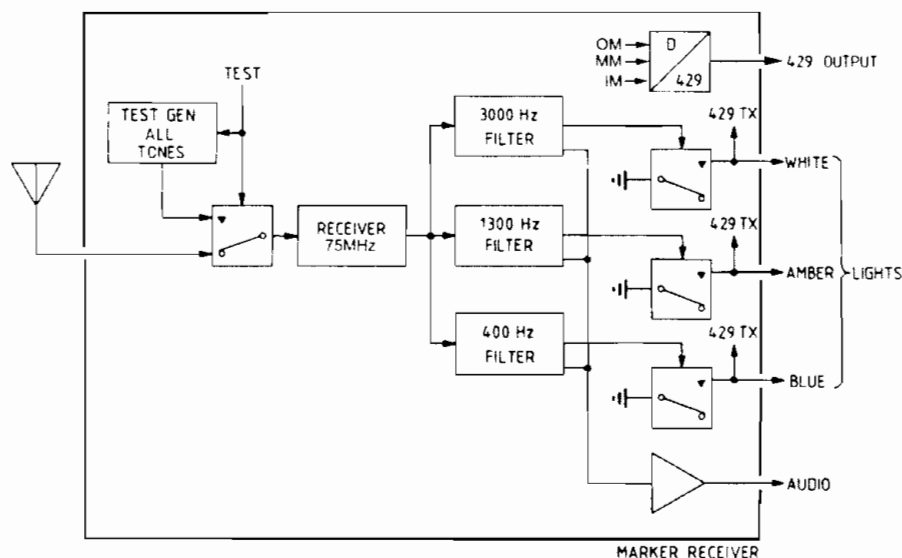 OM
MM
IM
D
429
429 OUTPUT
TEST
TEST GEN
ALL
TONES
3000 Hz
FILTER
429 TX
WHITE
RECEIVER
75MHz
1300 Hz
FILTER
429 TX
AMBER
LIGHTS
400 Hz
FILTER
429 TX
BLUE
AUDIO
MARKER RECEIVER